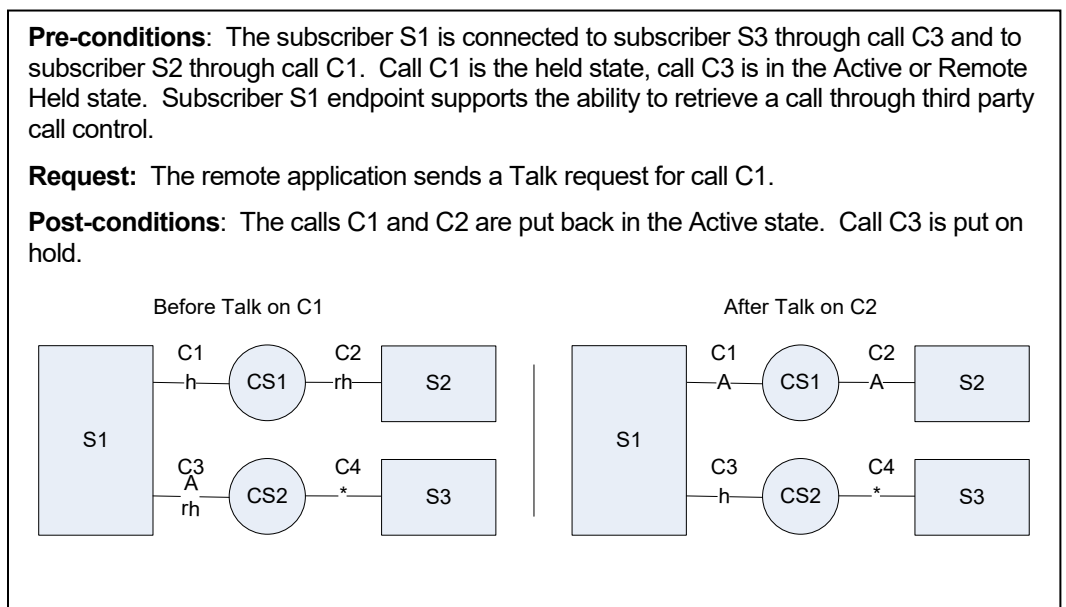 Pre-conditions: The subscriber S1 is connected to subscriber S3 through call C3 and to
subscriber S2 through call C1. Call C1 is the held state, call C3 is in the Active or Remote
Held state. Subscriber S1 endpoint supports the ability to retrieve a call through third party
call control.
Request: The remote application sends a Talk request for call C1.
Post-conditions: The calls C1 and C2 are put back in the Active state. Call C3 is put on
hold.
Before Talk on C1
S1
C1
h
CS1
C2
rh
S2
C3
A
rh
CS2
C4
*
S3
After Talk on C2
S1
C1
A
CS1
C2
A
S2
C3
h
CS2
C4
*
S3